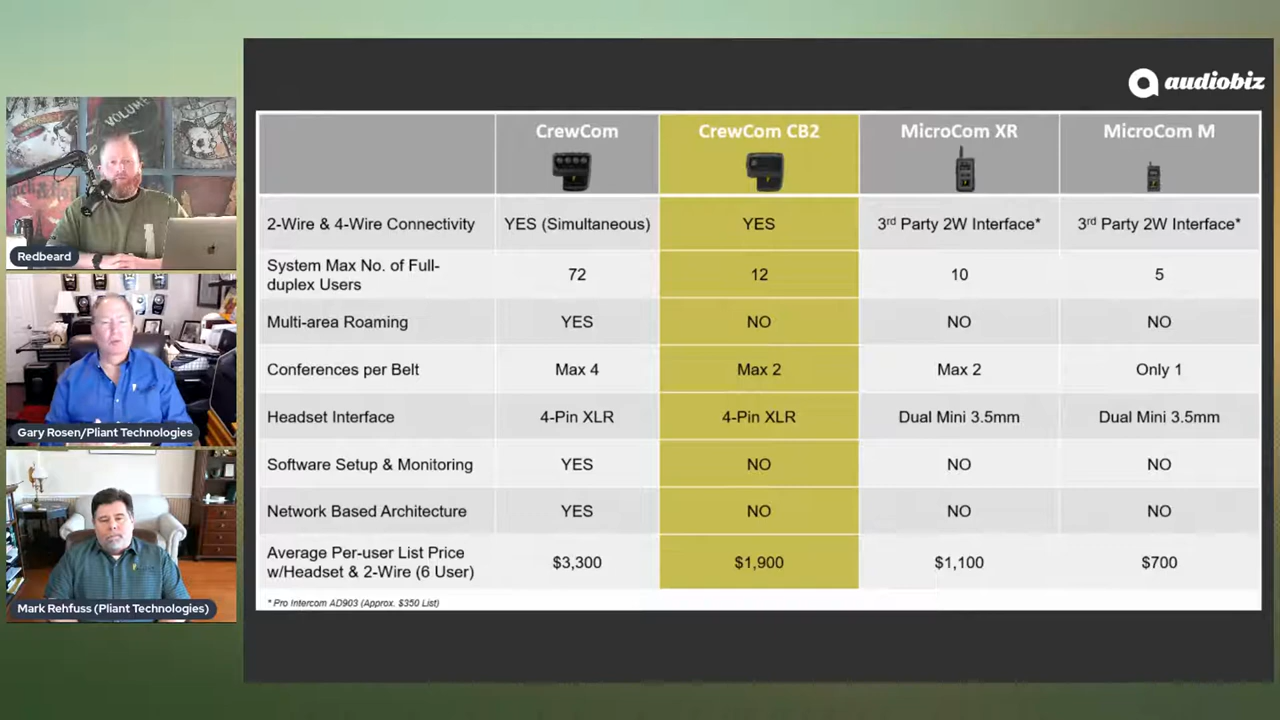 audiobiz
VOLUME
Redbeard
Gary Rosen/Pliant Technologies
Mark Rehfuss (Pliant Technologies)
CrewCom CrewCom CB2 MicroCom XR MicroCom M
2-Wire & 4-Wire Connectivity YES (Simultaneous) YES 3rd Party 2W Interface* 3rd Party 2W Interface*
System Max No. of Full-
duplex Users 72 12 10 5
Multi-area Roaming YES NO NO NO
Conferences per Belt Max 4 Max 2 Max 2 Only 1
Headset Interface 4-Pin XLR 4-Pin XLR Dual Mini 3.5mm Dual Mini 3.5mm
Software Setup & Monitoring YES NO NO NO
Network Based Architecture YES NO NO NO
Average Per-user List Price
w/Headset & 2-Wire (6 User) $3,300 $1,900 $1,100 $700
* Pro Intercom AD903 (Approx. $350 List)